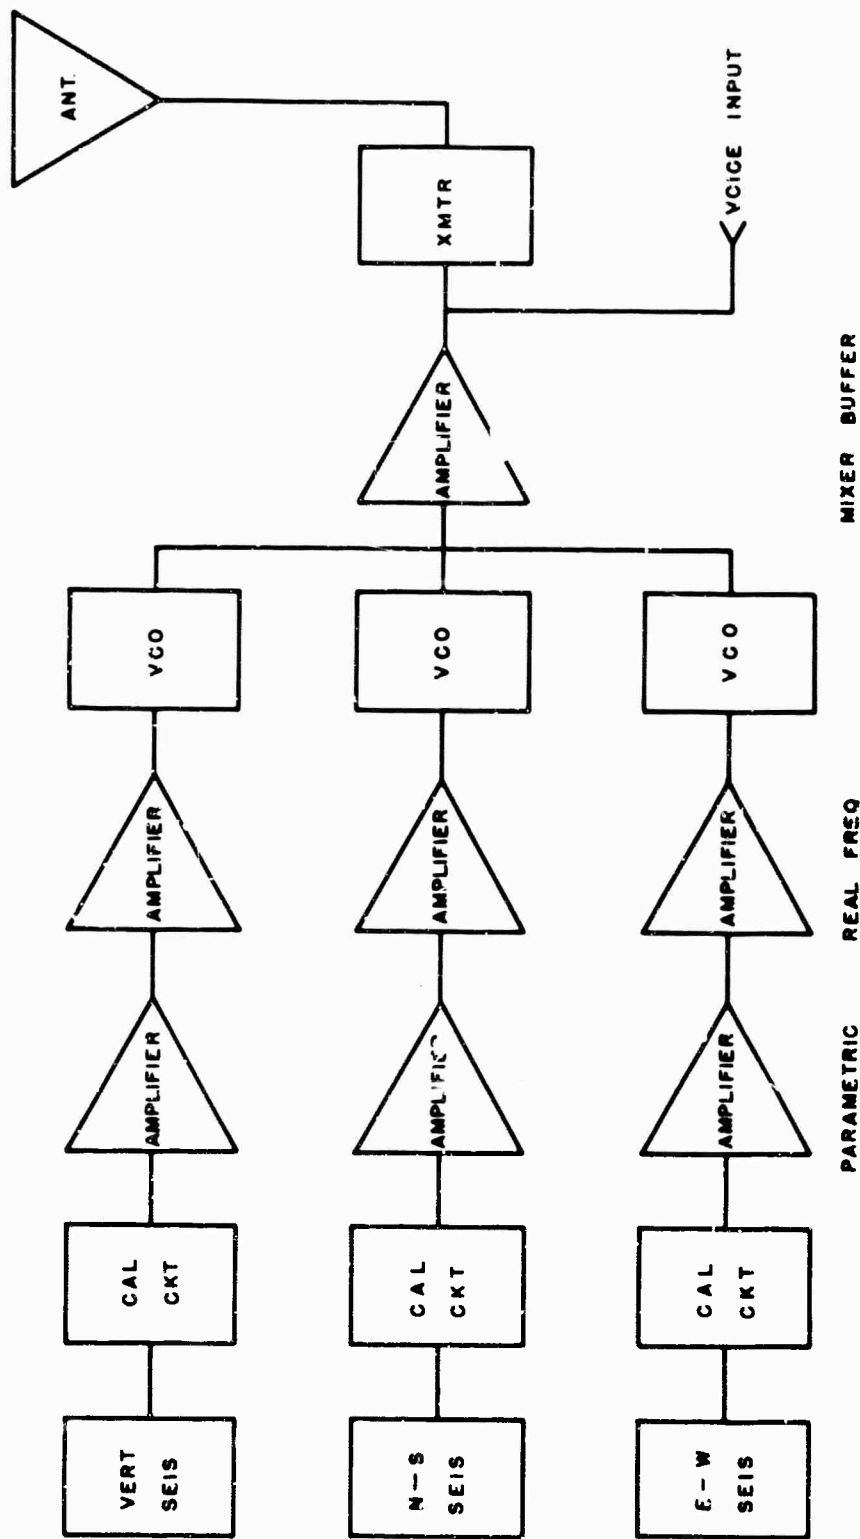 VERT
SEIS
CAL
CKT
AMPLIFIER
AMPLIFIER
VCO
ANT.
N-S
SEIS
CAL
CKT
AMPLIFIER
VCO
AMPLIFIER
XMTR
E-W
SEIS
CAL
CKT
AMPLIFIER
AMPLIFIER
VCO
VOICE INPUT
PARAMETRIC
REAL FREQ
MIXER BUFFER